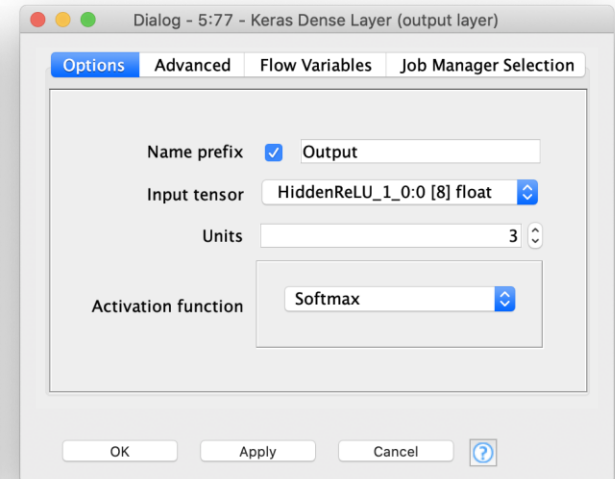 Dialog - 5:77 - Keras Dense Layer (output layer)
Options Advanced Flow Variables Job Manager Selection
Name prefix Output
Input tensor HiddenReLU_1_0:0 [8] float
Units 3
Activation function Softmax
OK Apply Cancel ?